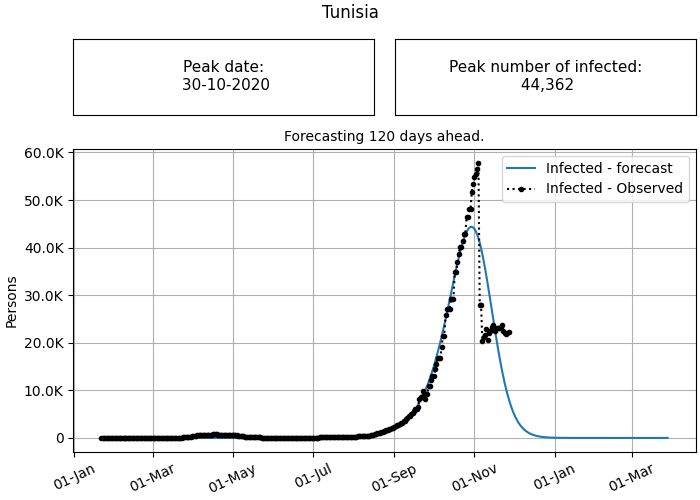 Tunisia
Peak date:
30-10-2020
Peak number of infected:
44,362
Forecasting 120 days ahead.
60.0K
50.0K
40.0K
30.0K
20.0K
10.0K
0
Persons
Infected - forecast
Infected - Observed
01-Jan
01-Mar
01-May
01-Jul
01-Sep
01-Nov
01-Jan
01-Mar